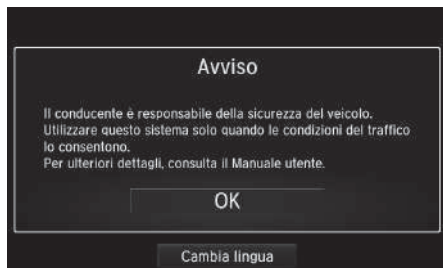 Avviso
Il conducente è responsabile della sicurezza del veicolo.
Utilizzare questo sistema solo quando le condizioni del traffico
lo consentono.
Per ulteriori dettagli, consulta il Manuale utente.
OK
Cambia lingua